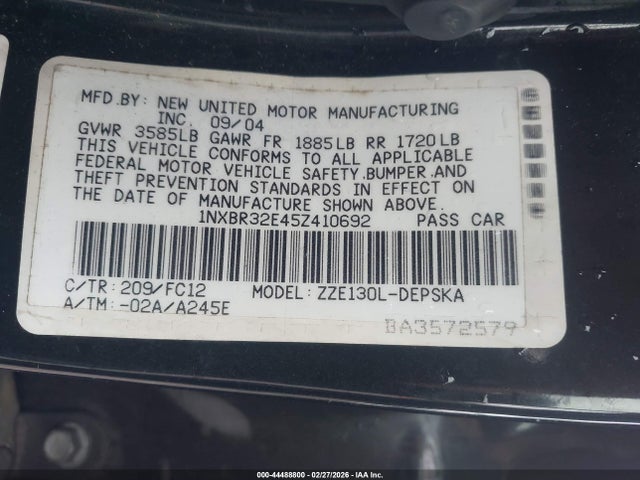 MFD.BY: NEW UNITED MOTOR MANUFACTURING
INC. 09/04
GVWR 3585LB GAWR FR 1885LB RR 1720LB
THIS VEHICLE CONFORMS TO ALL APPLICABLE
FEDERAL MOTOR VEHICLE SAFETY,BUMPER,AND
THEFT PREVENTION STANDARDS IN EFFECT ON
THE DATE OF MANUFACTURE SHOWN ABOVE.
1NXBR32E45Z410692 PASS CAR
C/TR: 209/FC12 MODEL: ZZE130L-DEPSKA
A/TM: -02A/A245E
BA3572579
000-44488800 - 02/27/2026 - IAA Inc.